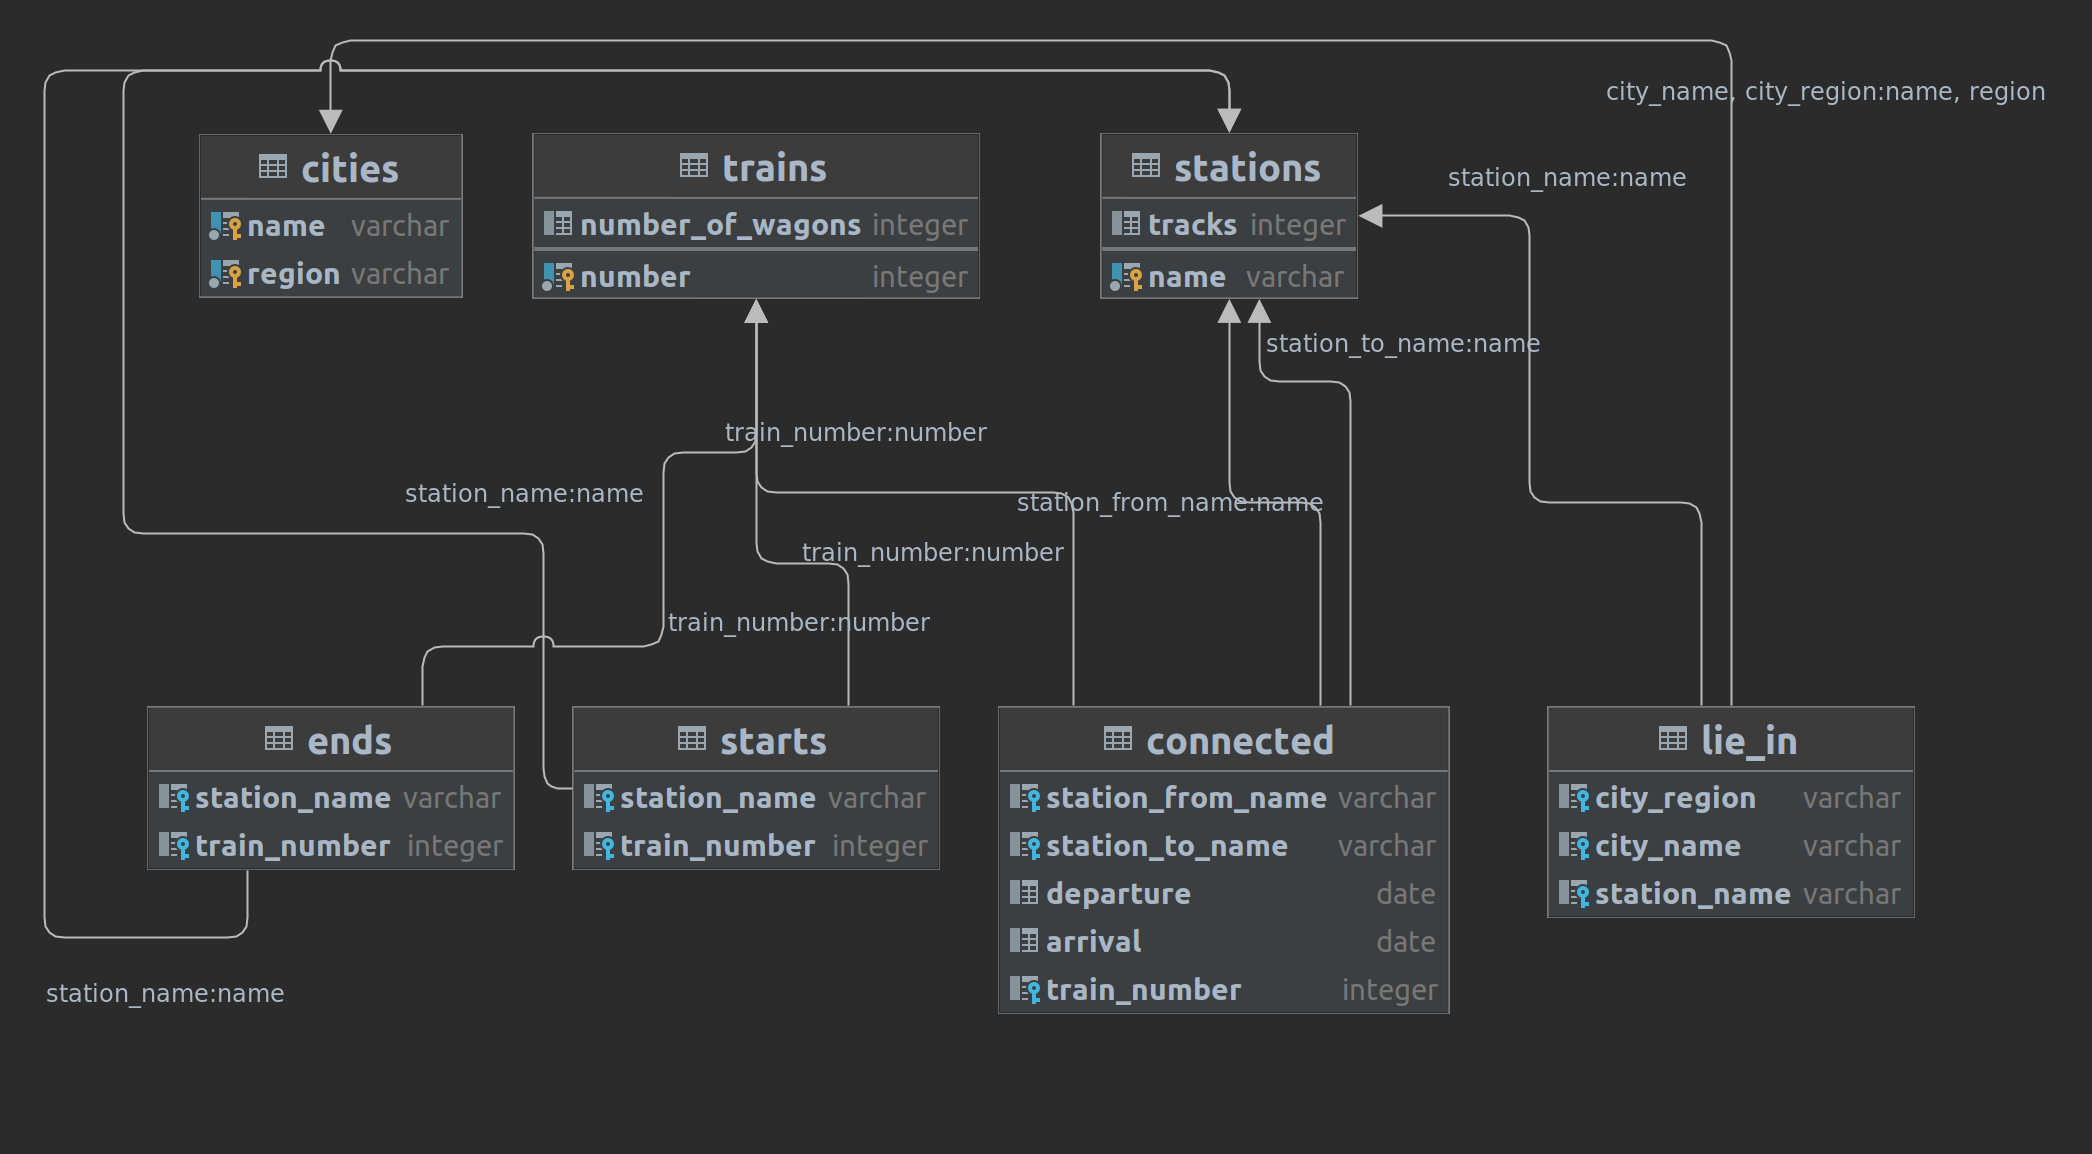 city_name, city_region:name, region
cities
name varchar
region varchar
trains
number_of_wagons integer
number integer
stations
tracks integer
name varchar
station_name:name
station_to_name:name
train_number:number
station_name:name
station_from_name:name
train_number:number
train_number:number
ends
station_name varchar
train_number integer
starts
station_name varchar
train_number integer
connected
station_from_name varchar
station_to_name varchar
departure date
arrival date
train_number integer
lie_in
city_region varchar
city_name varchar
station_name varchar
station_name:name